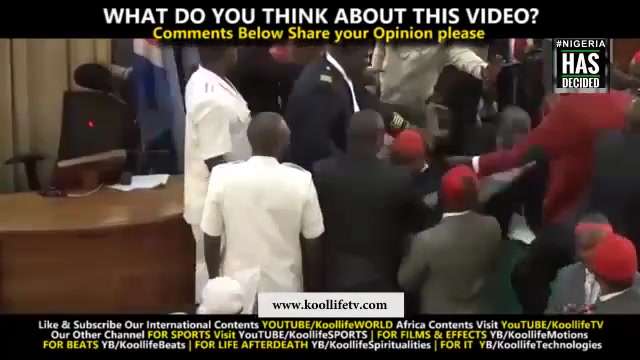 WHAT DO YOU THINK ABOUT THIS VIDEO?
Comments Below Share your Opinion please
#NIGERIA
HAS
DECIDED
www.koollifetv.com
Like & Subscribe Our International Contents YOUTUBE/KoollifeWORLD Africa Contents Visit YouTUBE/KoollifeTV
Our Other Channel FOR SPORTS Visit YouTUBE/KoollifeSPORTS | FOR FILMS & EFFECTS YB/KoollifeMotions
FOR BEATS YB/KoollifeBeats | FOR LIFE AFTERDEATH YB/KoollifeSpiritualities | FOR IT YB/KoollifeTechnologies